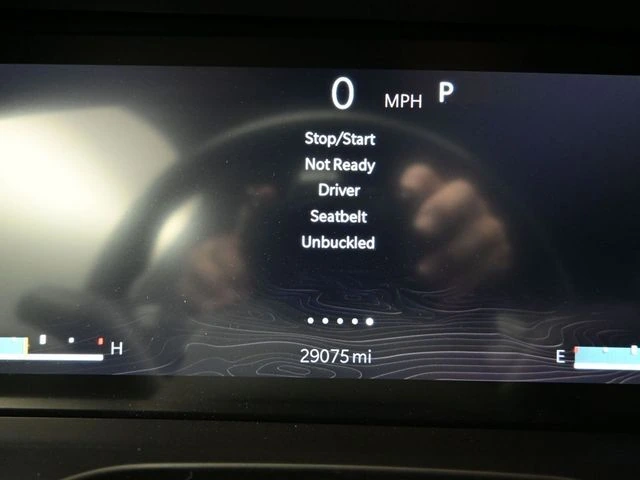 0 MPH P
Stop/Start
Not Ready
Driver
Seatbelt
Unbuckled
H
29075 mi
E